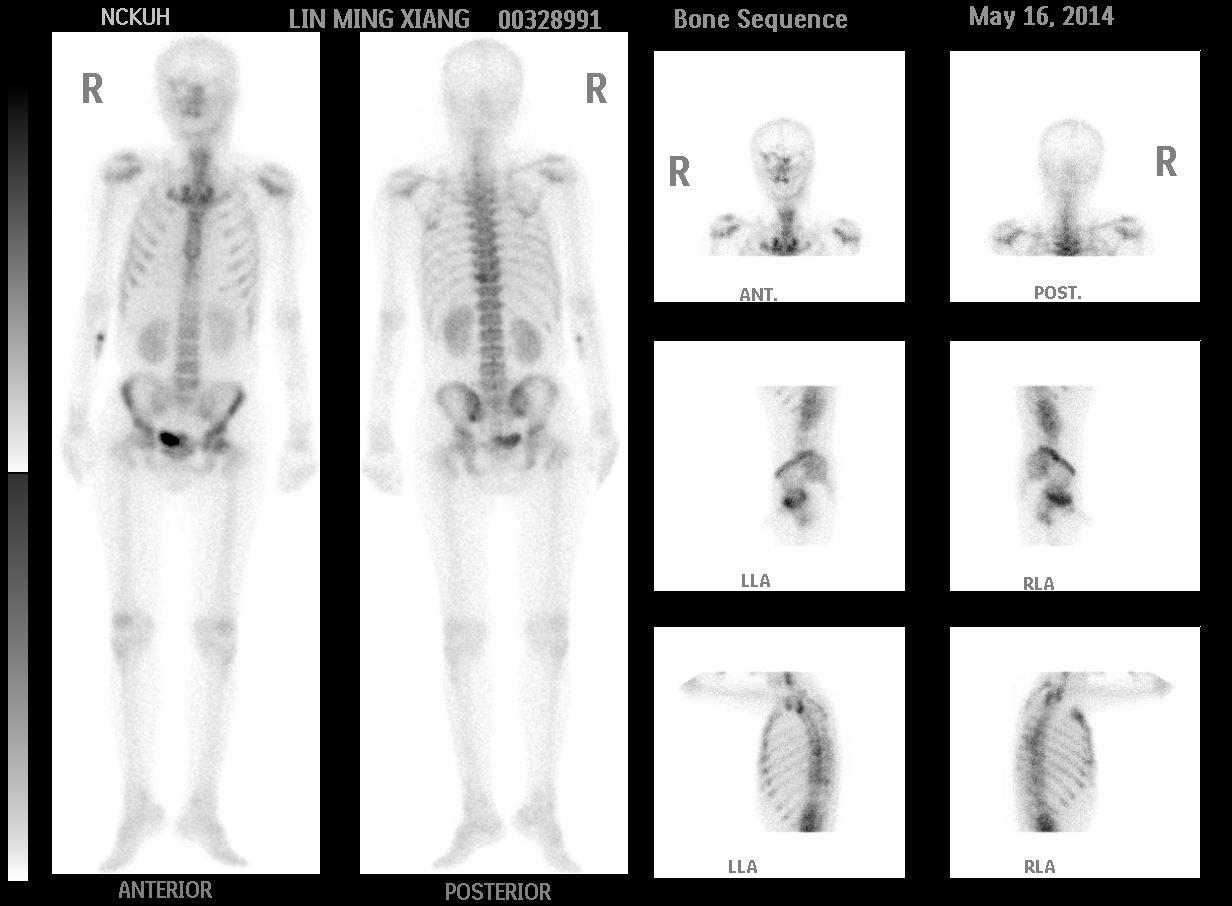 NCKUH LIN MING XIANG 00328991 Bone Sequence May 16, 2014
R R
R R
ANT. POST.
LLA RLA
LLA RLA
ANTERIOR POSTERIOR